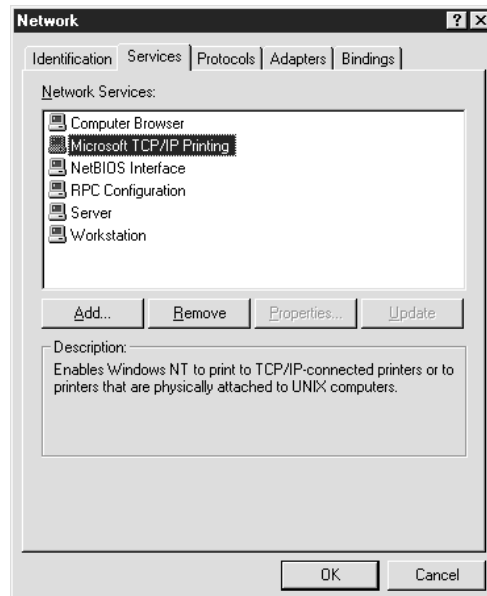 Network
Identification Services Protocols Adapters Bindings
Network Services:
Computer Browser
Microsoft TCP/IP Printing
NetBIOS Interface
RPC Configuration
Server
Workstation
Add... Remove Properties... Update
Description:
Enables Windows NT to print to TCP/IP-connected printers or to
printers that are physically attached to UNIX computers.
OK Cancel